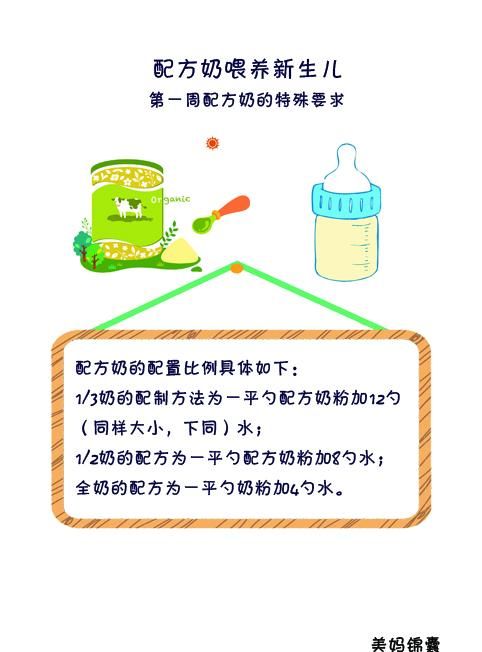 配方奶喂养新生儿
第一周配方奶的特殊要求
Organic
配方奶的配置比例具体如下：
1/3奶的配制方法为一平勺配方奶粉加12勺
（同样大小，下同）水；
1/2奶的配方为一平勺配方奶粉加8勺水；
全奶的配方为一平勺奶粉加4勺水。
美妈锦囊